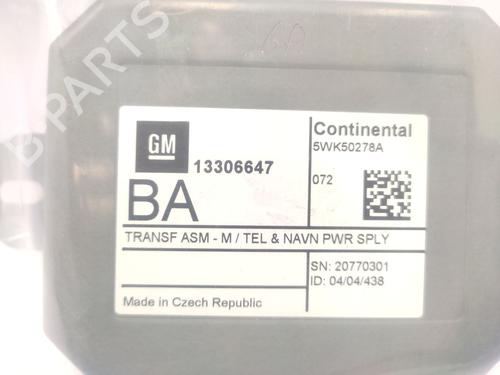 B PARTS
GM
13306647
BA
Continental
5WK50278A
072
TRANSF ASM - M / TEL & NAVN PWR SPLY
SN: 20770301
ID: 04/04/438
Made in Czech Republic